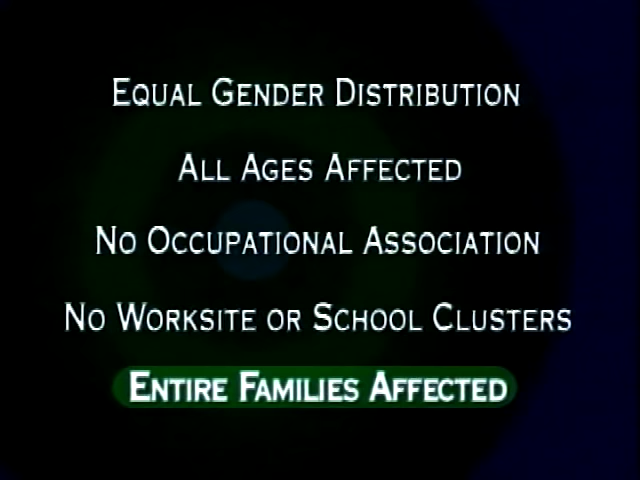 Equal Gender Distribution
All Ages Affected
No Occupational Association
No Worksite or School Clusters
Entire Families Affected